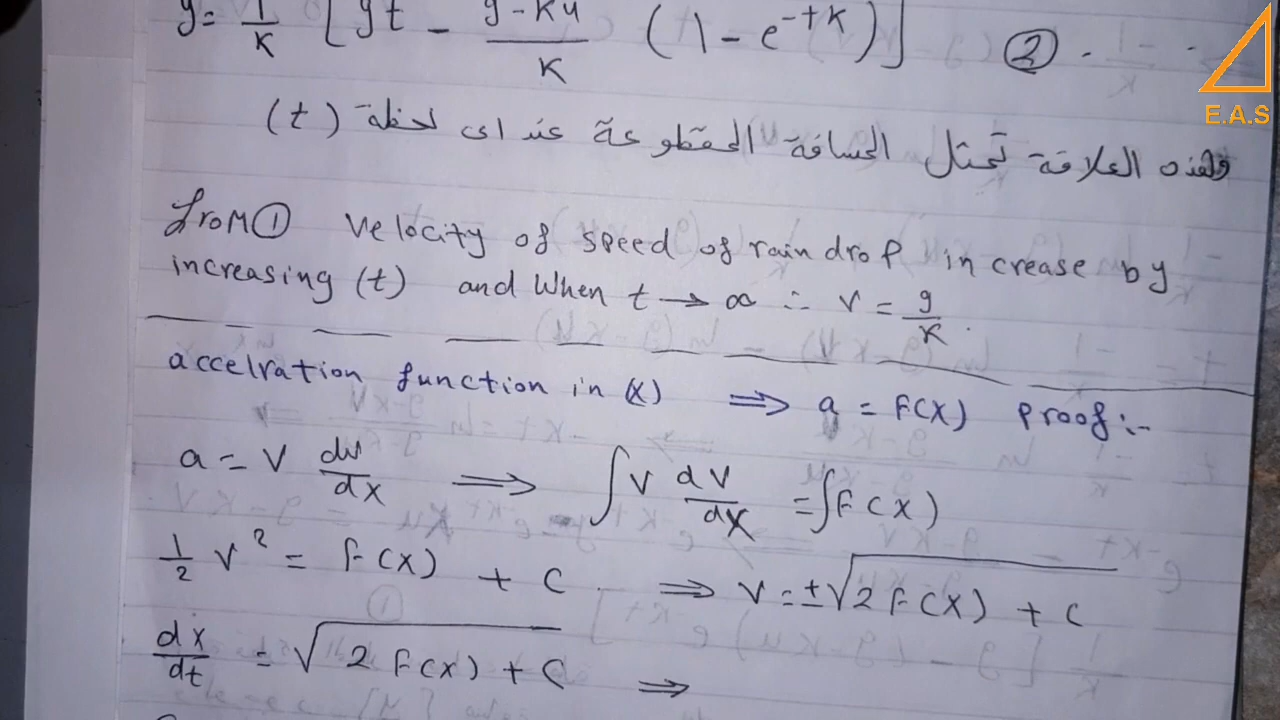 y = 1/K [gt - (g-Ku)/K (1 - e^-tK)] ②
E.A.S
وهذه العلاقة تمثل المسافة المقطوعة عند اى لحظة (t)
from ① Velocity of speed of rain drop in crease by
increasing (t) and When t → ∞ ∴ v = g/K .
accelration function in (x) ⟹ a = F(x) Proof:-
a = v dv/dx ⟹ ∫v dv/dx = ∫F(x)
1/2 v² = F(x) + C ⟹ v = ±√2 F(x) + C
dx/dt = √2 F(x) + C ⟹